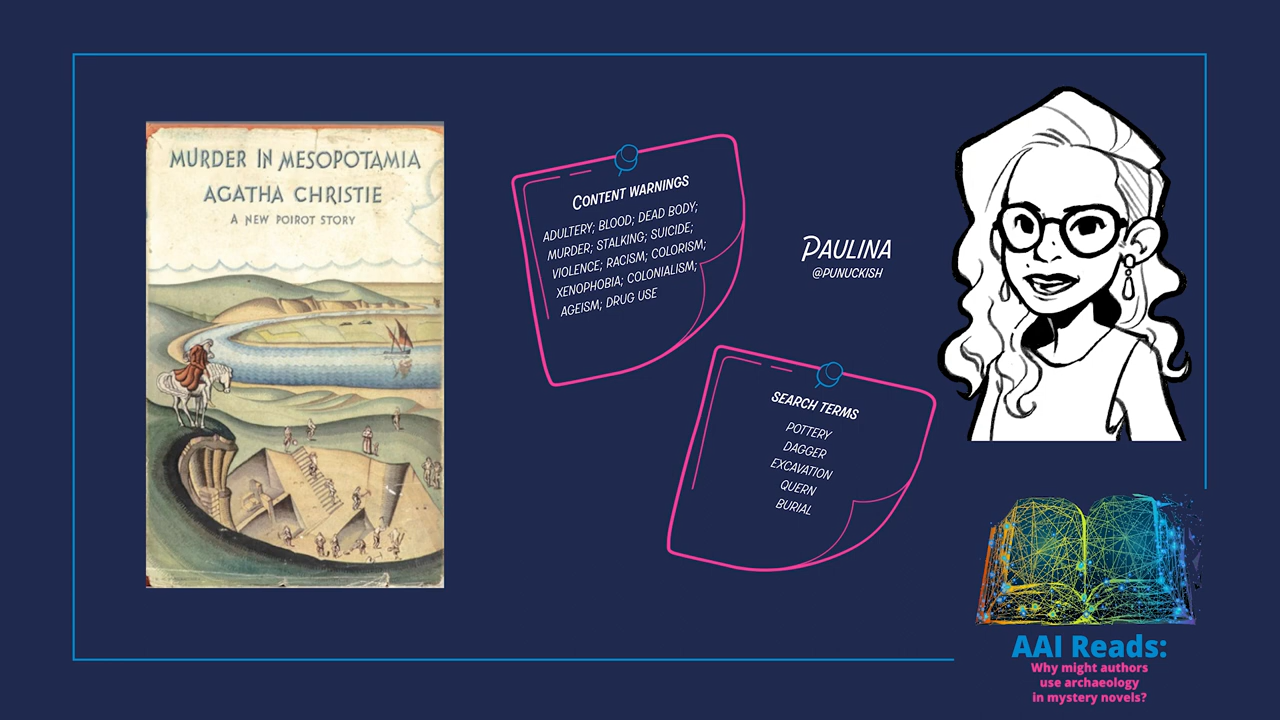 MURDER IN MESOPOTAMIA
AGATHA CHRISTIE
A NEW POIROT STORY
CONTENT WARNINGS
ADULTERY; BLOOD; DEAD BODY;
MURDER; STALKING; SUICIDE;
VIOLENCE; RACISM; COLORISM;
XENOPHOBIA; COLONIALISM;
AGEISM; DRUG USE
PAULINA
@PUNUCKISH
SEARCH TERMS
POTTERY
DAGGER
EXCAVATION
QUERN
BURIAL
AAI Reads:
Why might authors
use archaeology
in mystery novels?